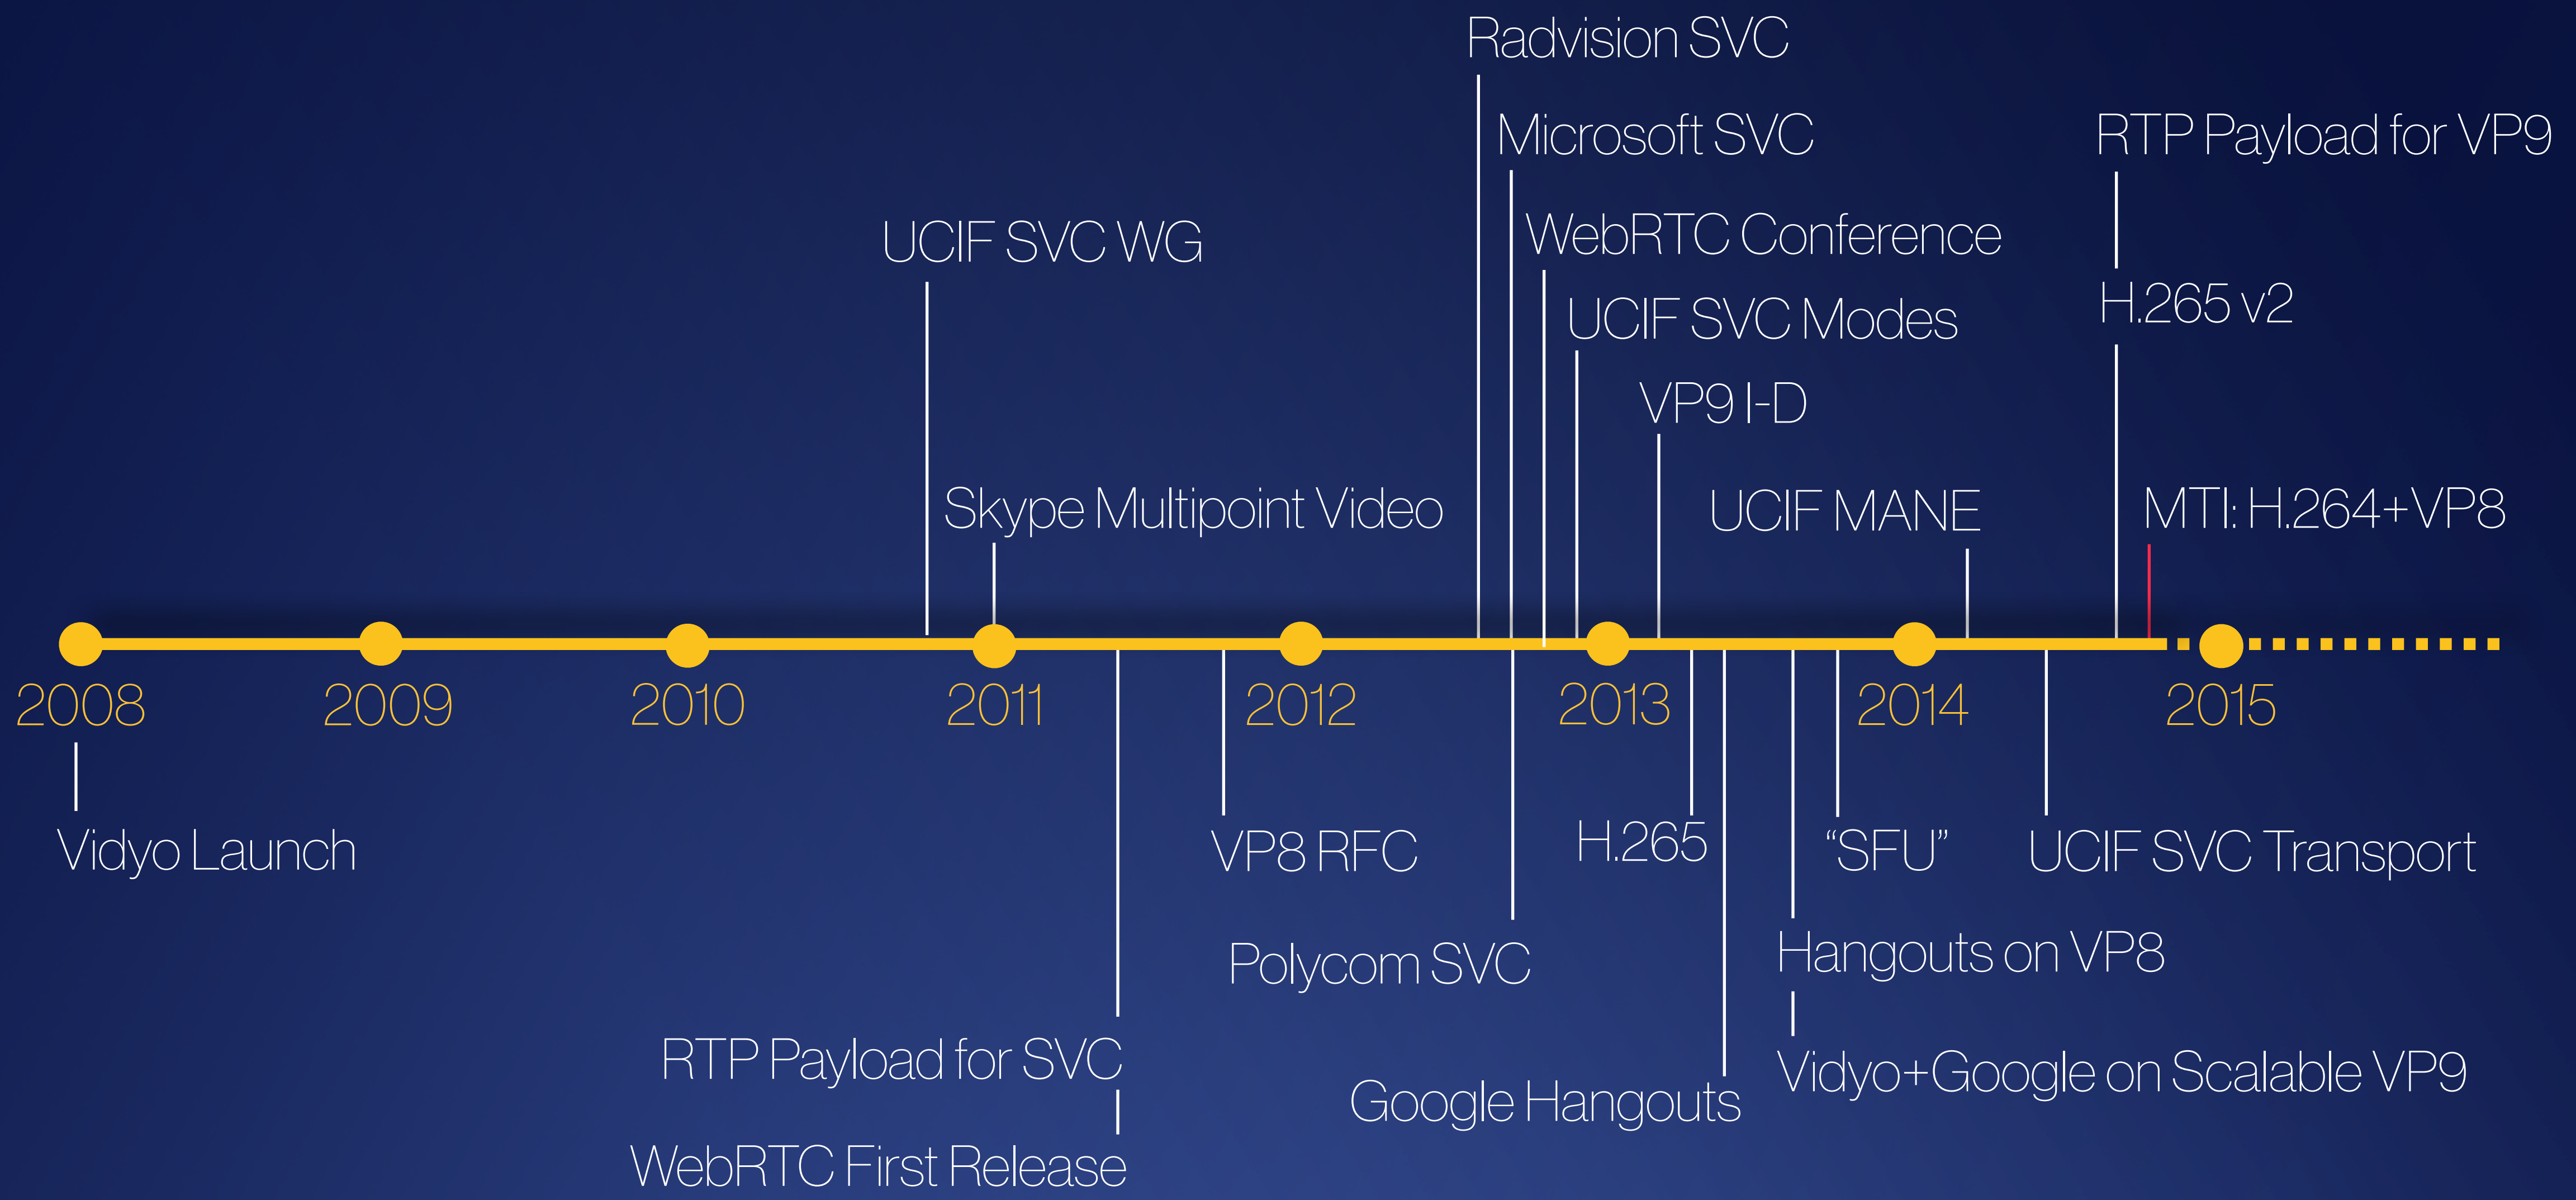 Radvision SVC
Microsoft SVC
RTP Payload for VP9
WebRTC Conference
UCIF SVC WG
H.265 v2
UCIF SVC Modes
VP9 I-D
Skype Multipoint Video
UCIF MANE
MTI: H.264+VP8
2008
2009
2010
2011
2012
2013
2014
2015
Vidyo Launch
VP8 RFC
H.265
“SFU”
UCIF SVC Transport
Polycom SVC
Hangouts on VP8
RTP Payload for SVC
Vidyo+Google on Scalable VP9
Google Hangouts
WebRTC First Release